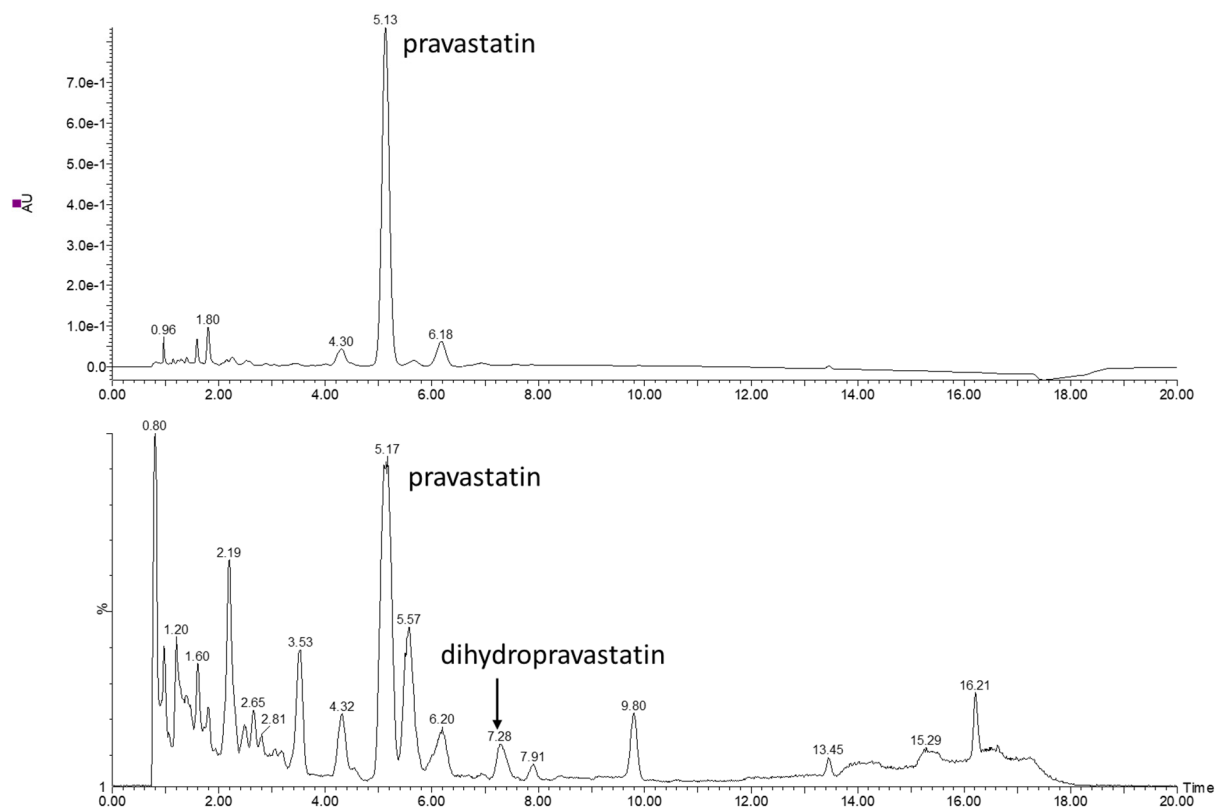 5.13
pravastatin
7.0e-1
6.0e-1
5.0e-1
4.0e-1
AU
3.0e-1
2.0e-1
1.0e-1
0.96
1.80
4.30
6.18
0.0
0.00 2.00 4.00 6.00 8.00 10.00 12.00 14.00 16.00 18.00 20.00
0.80
5.17
pravastatin
2.19
%
1.20
5.57
1.60
3.53
dihydropravastatin
2.65
2.81
4.32
6.20
7.28
7.91
9.80
13.45
15.29
16.21
1
Time
0.00 2.00 4.00 6.00 8.00 10.00 12.00 14.00 16.00 18.00 20.00